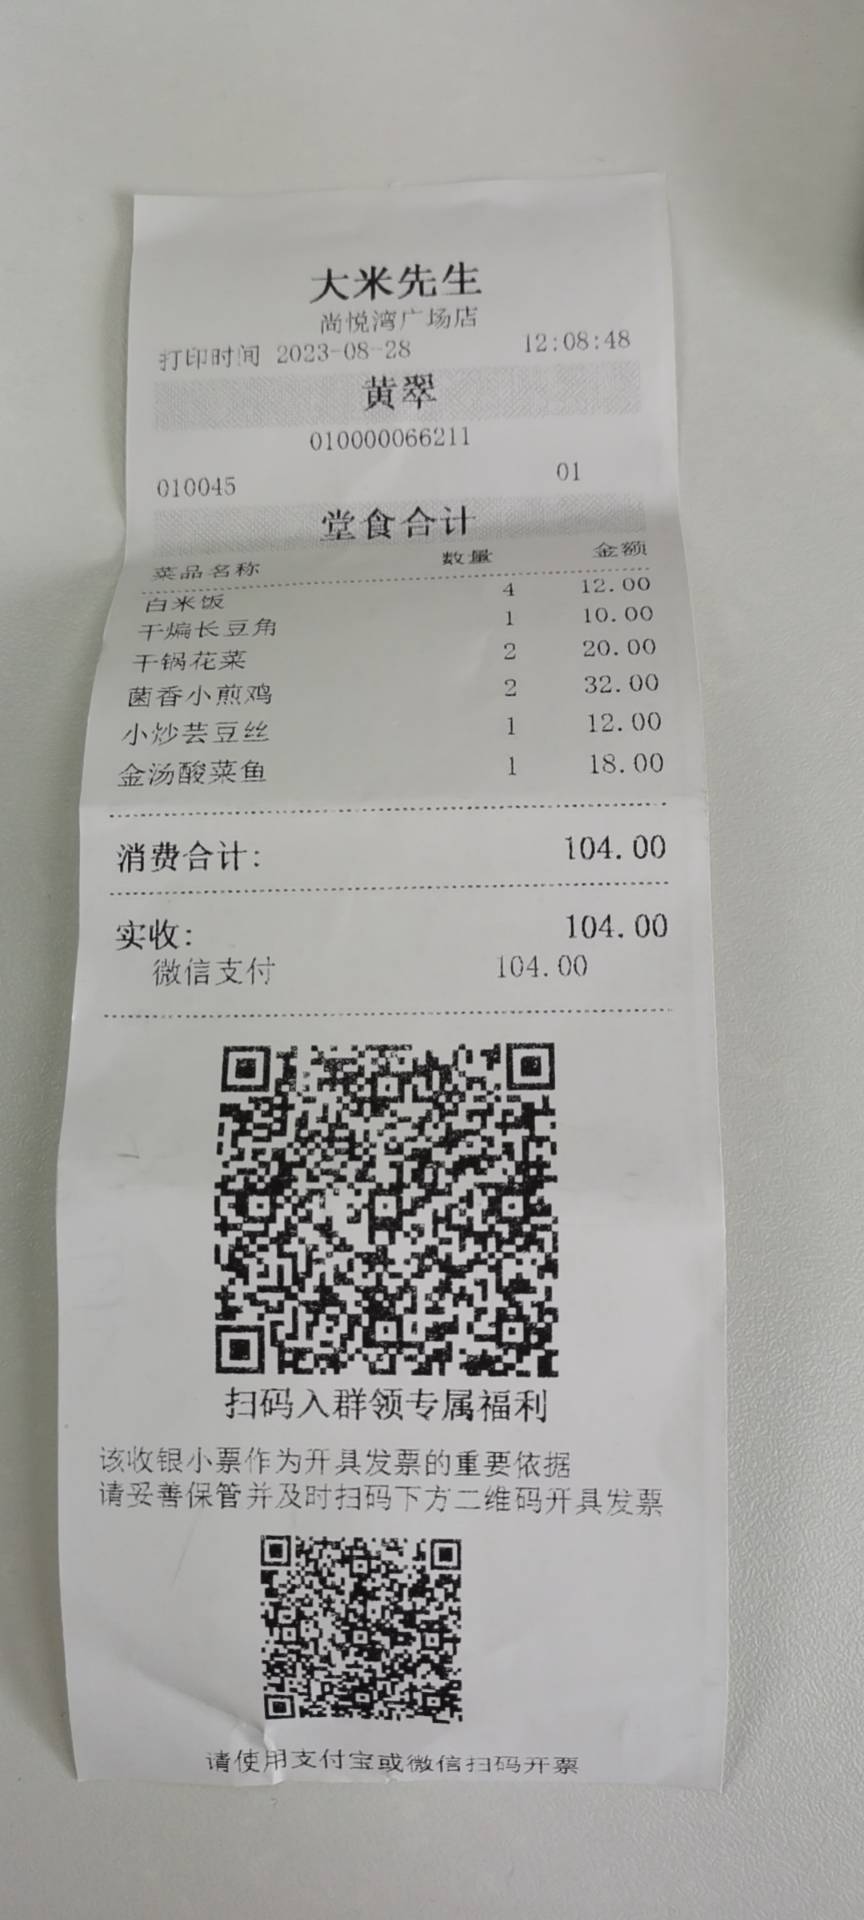 大米先生
尚悦湾广场店
打印时间 2023-08-28 12:08:48
黄翠
010000066211
010045 01
堂食合计
菜品名称 数量 金额
白米饭 4 12.00
干煸长豆角 1 10.00
干锅花菜 2 20.00
菌香小煎鸡 2 32.00
小炒芸豆丝 1 12.00
金汤酸菜鱼 1 18.00
消费合计: 104.00
实收: 104.00
微信支付 104.00
扫码入群领专属福利
该收银小票作为开具发票的重要依据
请妥善保管并及时扫码下方二维码开具发票
请使用支付宝或微信扫码开票